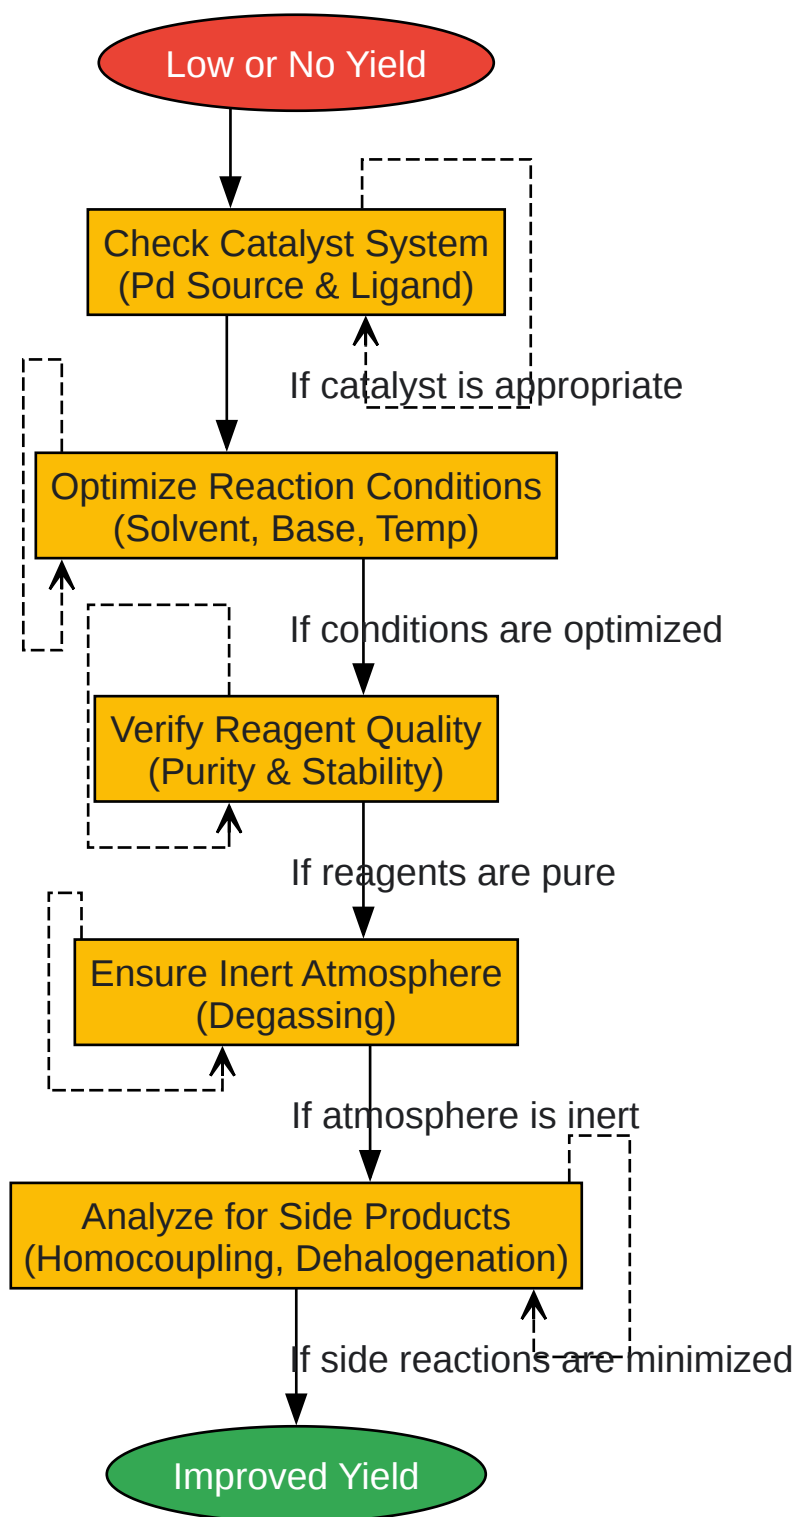 Low or No Yield
Check Catalyst System
(Pd Source & Ligand)
If catalyst is appropriate
Optimize Reaction Conditions
(Solvent, Base, Temp)
If conditions are optimized
Verify Reagent Quality
(Purity & Stability)
If reagents are pure
Ensure Inert Atmosphere
(Degassing)
If atmosphere is inert
Analyze for Side Products
(Homocoupling, Dehalogenation)
If side reactions are minimized
Improved Yield